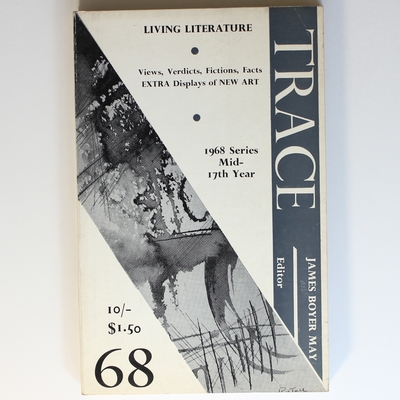 LIVING LITERATURE
Views, Verdicts, Fictions, Facts
EXTRA Displays of NEW ART
1968 Series
Mid-
17th Year
TRACE
JAMES BOYER MAY
Editor
10/-
$1.50
68